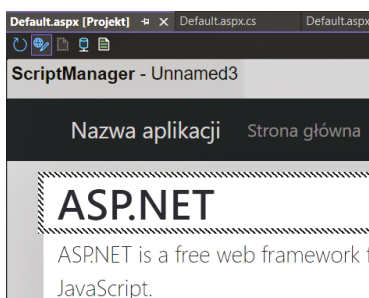 Default.aspx [Projekt] Default.aspx.cs Default.aspx
ScriptManager - Unnamed3
Nazwa aplikacji Strona główna
ASP.NET
ASP.NET is a free web framework
JavaScript.